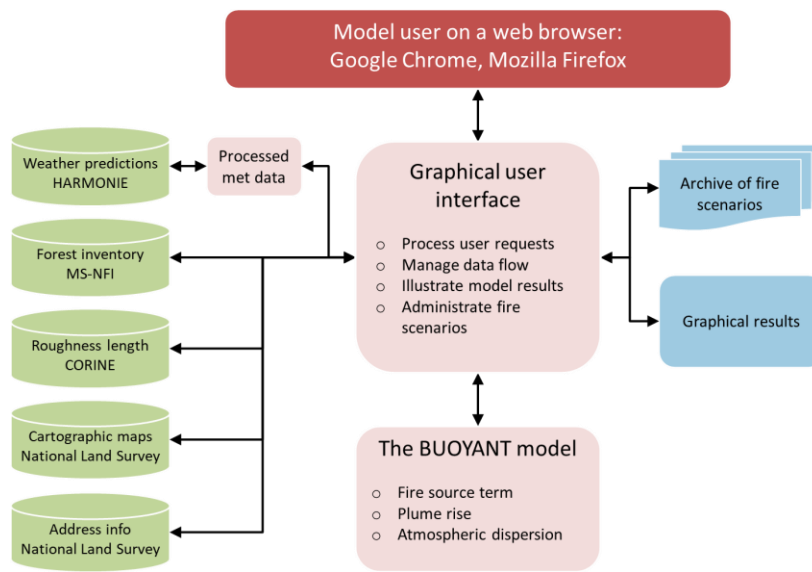 Model user on a web browser:
Google Chrome, Mozilla Firefox
Weather predictions
HARMONIE
Processed
met data
Forest inventory
MS-NFI
Roughness length
CORINE
Cartographic maps
National Land Survey
Address info
National Land Survey
Graphical user
interface
o Process user requests
o Manage data flow
o Illustrate model results
o Administrate fire
scenarios
The BUOYANT model
o Fire source term
o Plume rise
o Atmospheric dispersion
Archive of fire
scenarios
Graphical results